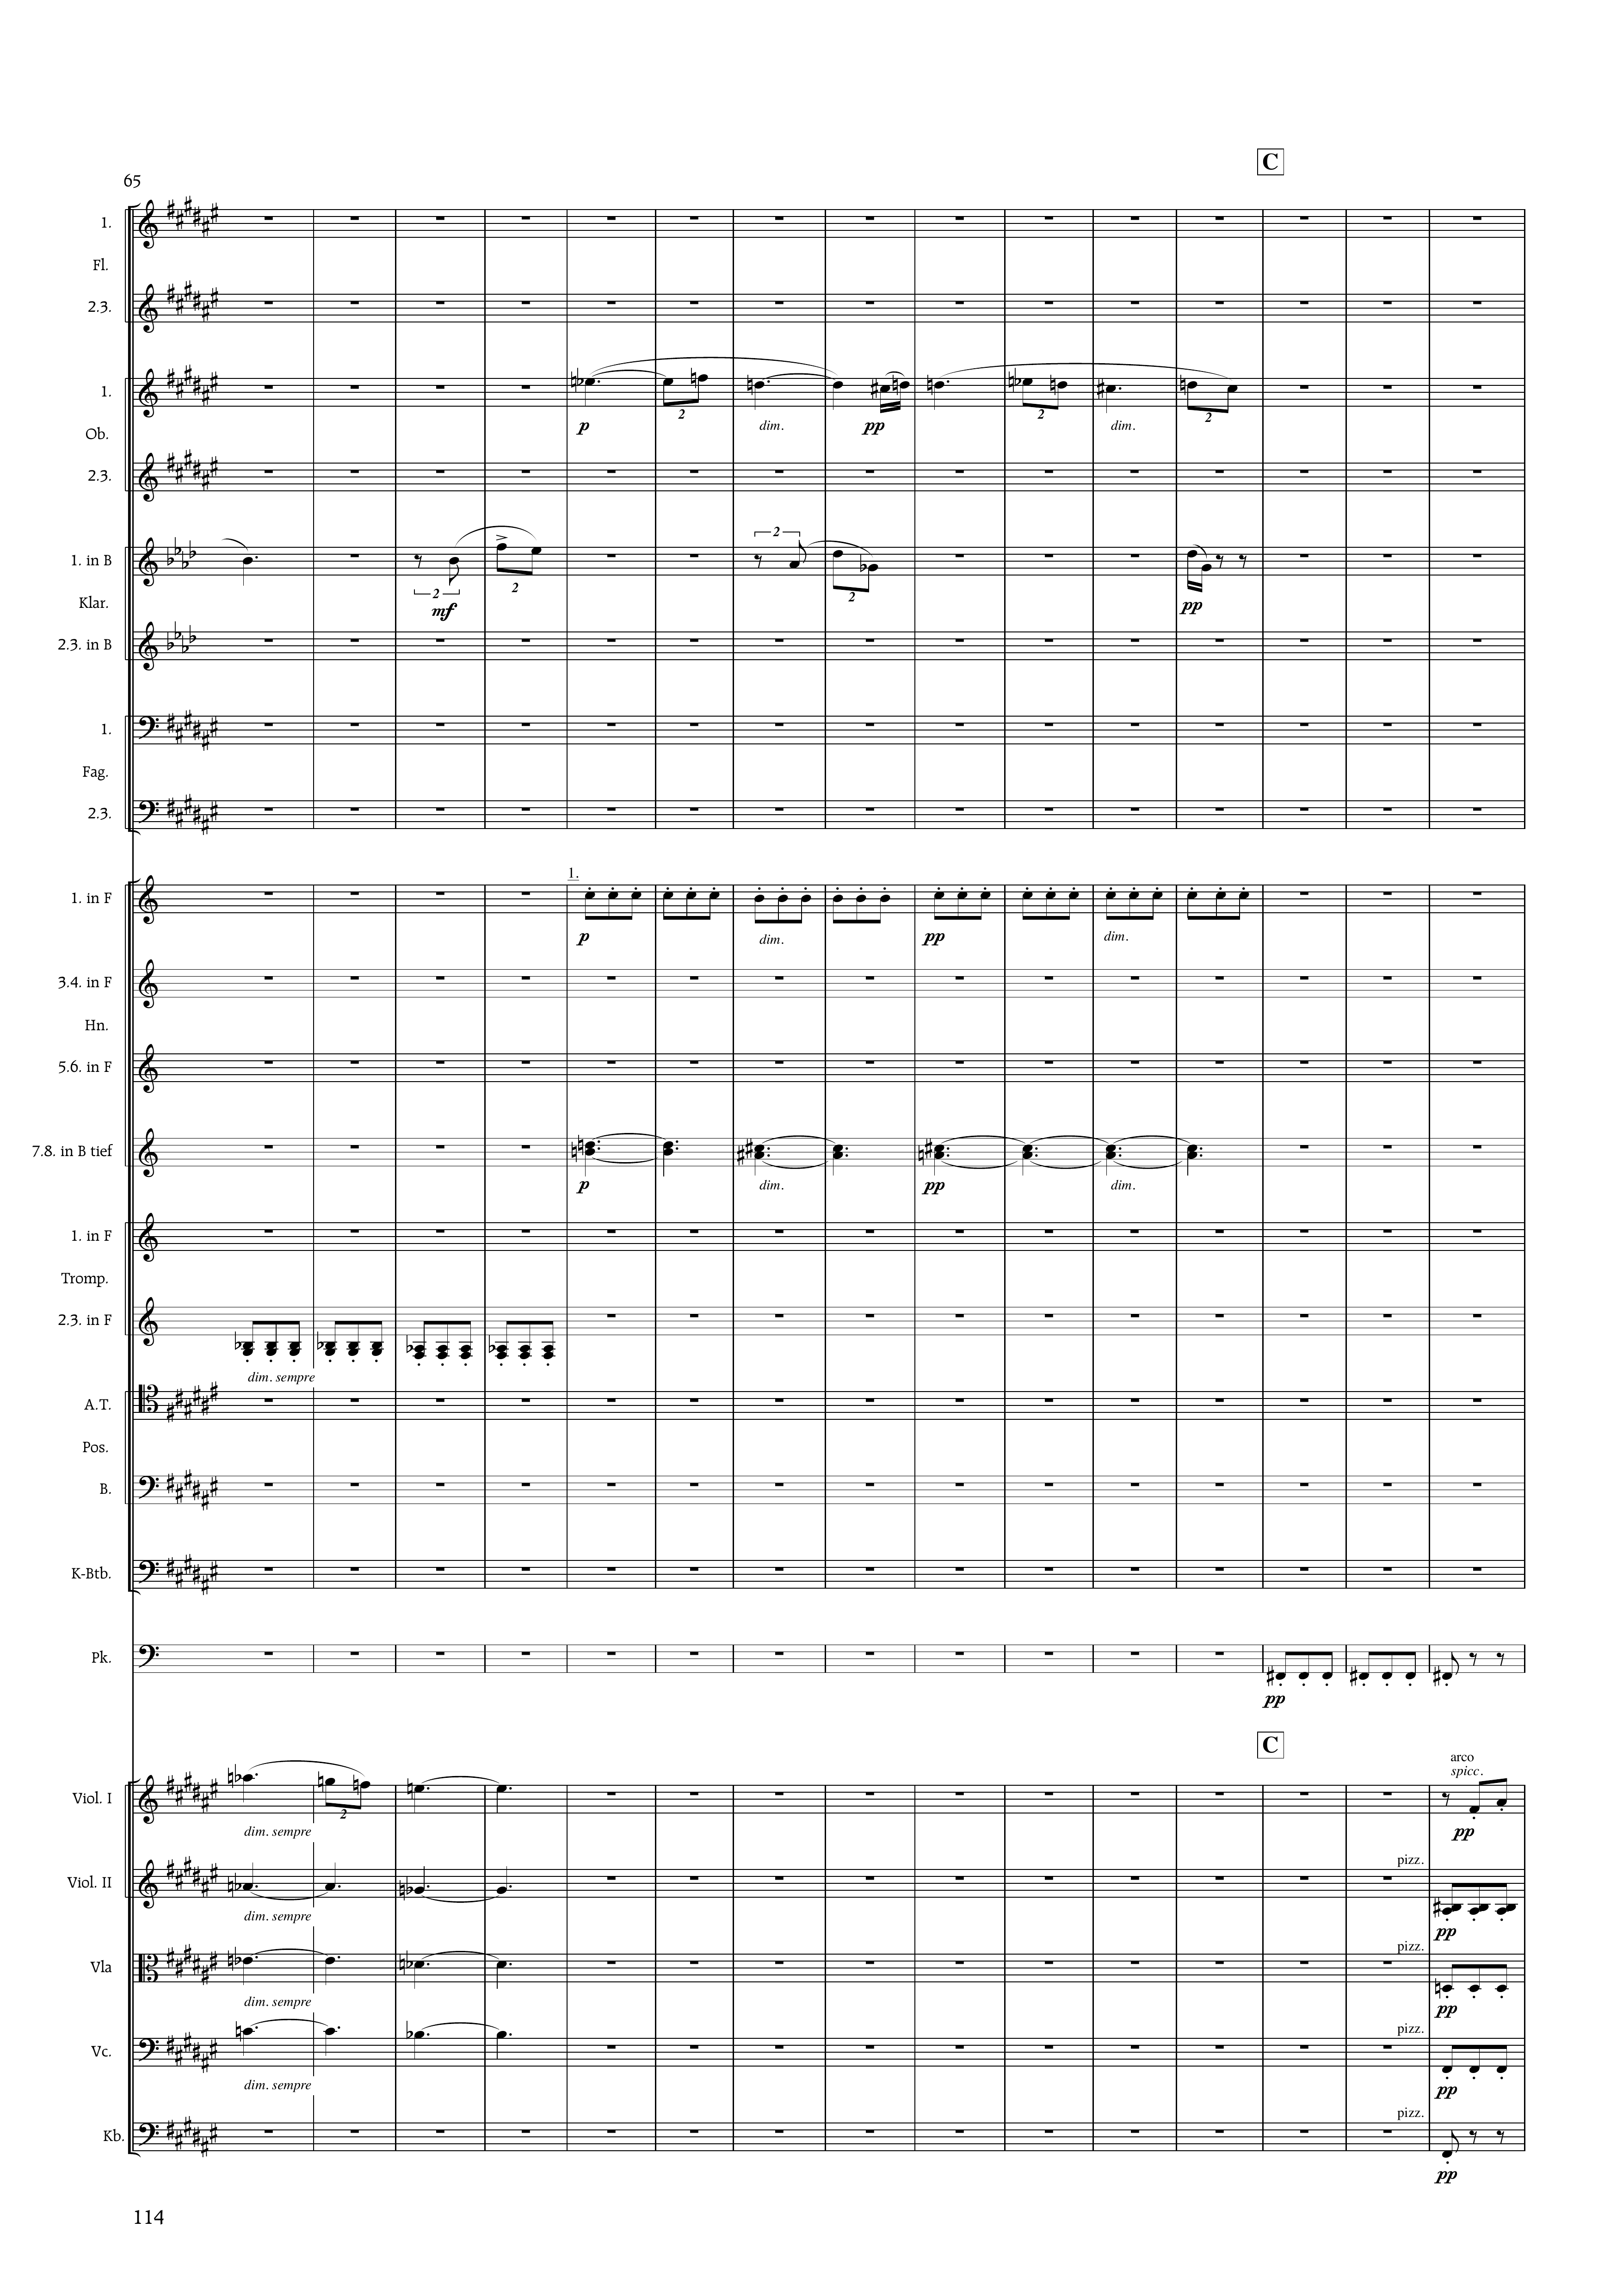 C
65
1.
Fl.
2.3.
1.
p
2
dim.
pp
2
dim.
2
Ob.
2.3.
1. in B
2
mf
2
2
2
pp
Klar.
2.3. in B
1.
Fag.
2.3.
1.
1. in F
p
dim.
pp
dim.
3.4. in F
Hn.
5.6. in F
7.8. in B tief
p
dim.
pp
dim.
1. in F
Tromp.
2.3. in F
dim. sempre
A.T.
Pos.
B.
K-Btb.
Pk.
pp
C
arco
spicc.
Viol. I
2
dim. sempre
pp
pizz.
Viol. II
dim. sempre
pp
pizz.
Vla
dim. sempre
pp
pizz.
Vc.
dim. sempre
pp
pizz.
Kb.
pp
114